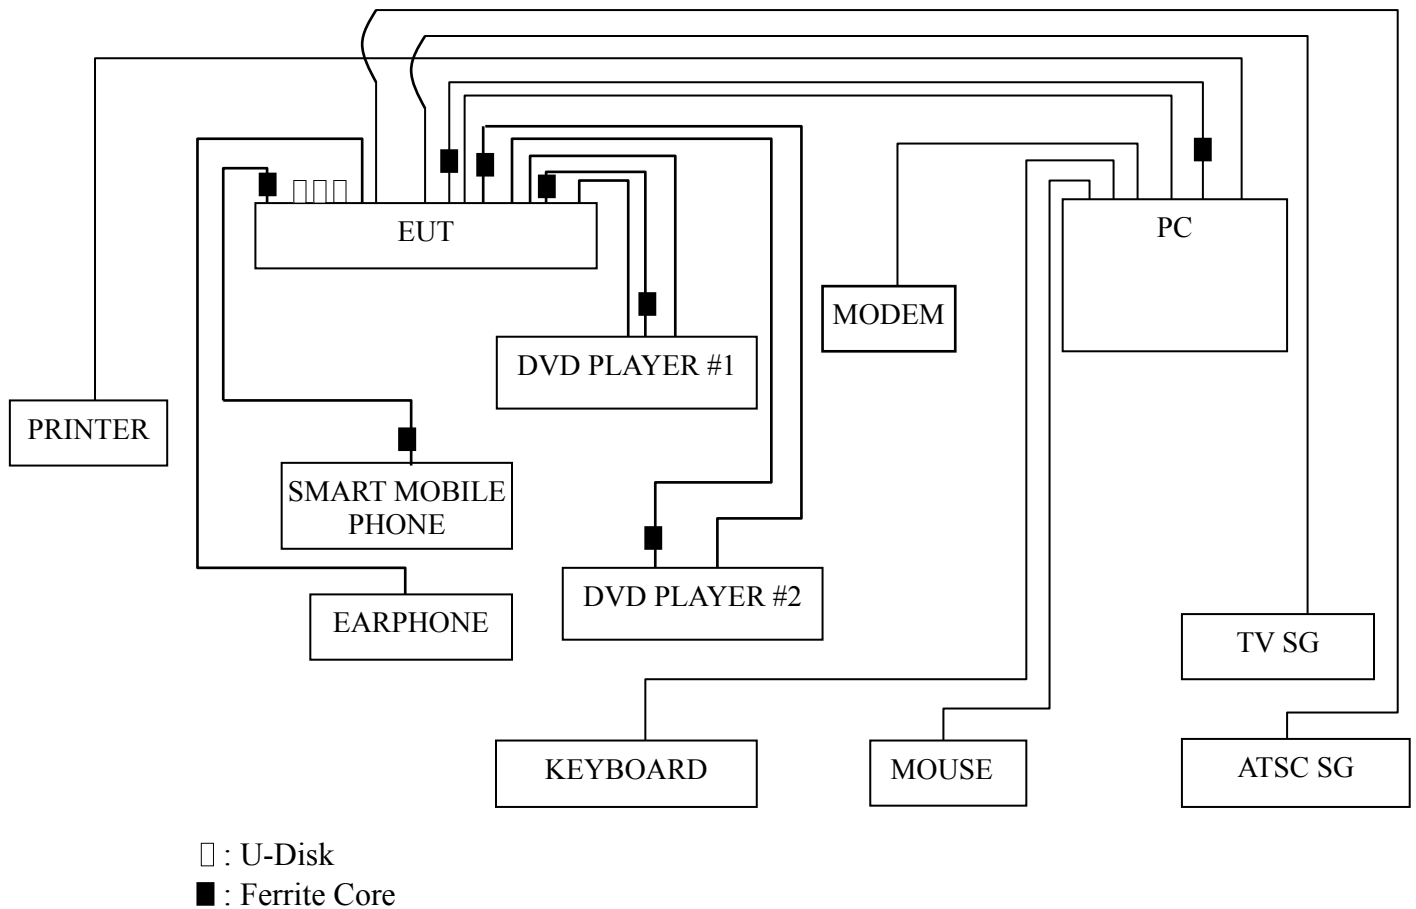 EUT
PC
MODEM
DVD PLAYER #1
PRINTER
SMART MOBILE
PHONE
DVD PLAYER #2
EARPHONE
TV SG
KEYBOARD
MOUSE
ATSC SG
: U-Disk
: Ferrite Core